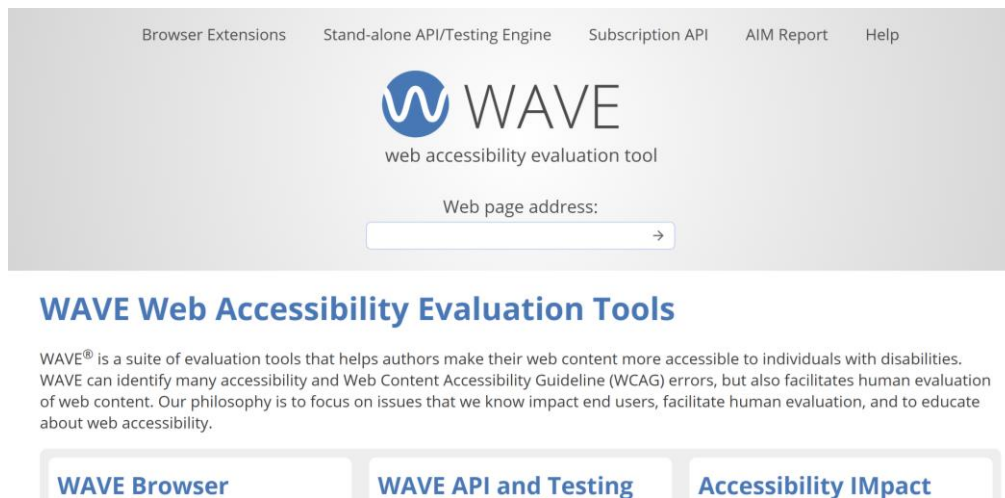 Browser Extensions Stand-alone API/Testing Engine Subscription API AIM Report Help
WAVE
web accessibility evaluation tool
Web page address:
→
WAVE Web Accessibility Evaluation Tools
WAVE® is a suite of evaluation tools that helps authors make their web content more accessible to individuals with disabilities.
WAVE can identify many accessibility and Web Content Accessibility Guideline (WCAG) errors, but also facilitates human evaluation
of web content. Our philosophy is to focus on issues that we know impact end users, facilitate human evaluation, and to educate
about web accessibility.
WAVE Browser WAVE API and Testing Accessibility IMpact